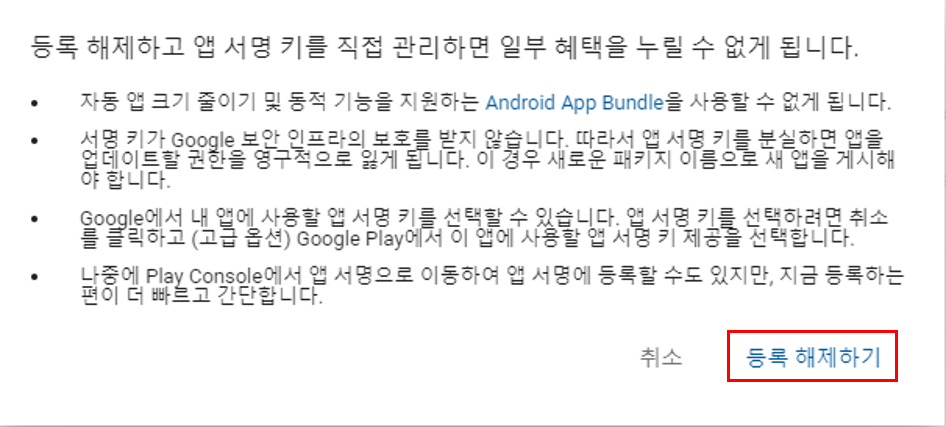 등록 해제하고 앱 서명 키를 직접 관리하면 일부 혜택을 누릴 수 없게 됩니다.
• 자동 앱 크기 줄이기 및 동적 기능을 지원하는 Android App Bundle을 사용할 수 없게 됩니다.
• 서명 키가 Google 보안 인프라의 보호를 받지 않습니다. 따라서 앱 서명 키를 분실하면 앱을
업데이트할 권한을 영구적으로 잃게 됩니다. 이 경우 새로운 패키지 이름으로 새 앱을 게시해
야 합니다.
• Google에서 내 앱에 사용할 앱 서명 키를 선택할 수 있습니다. 앱 서명 키를 선택하려면 취소
를 클릭하고 (고급 옵션) Google Play에서 이 앱에 사용할 앱 서명 키 제공을 선택합니다.
• 나중에 Play Console에서 앱 서명으로 이동하여 앱 서명에 등록할 수도 있지만, 지금 등록하는
편이 더 빠르고 간단합니다.
취소 등록 해제하기